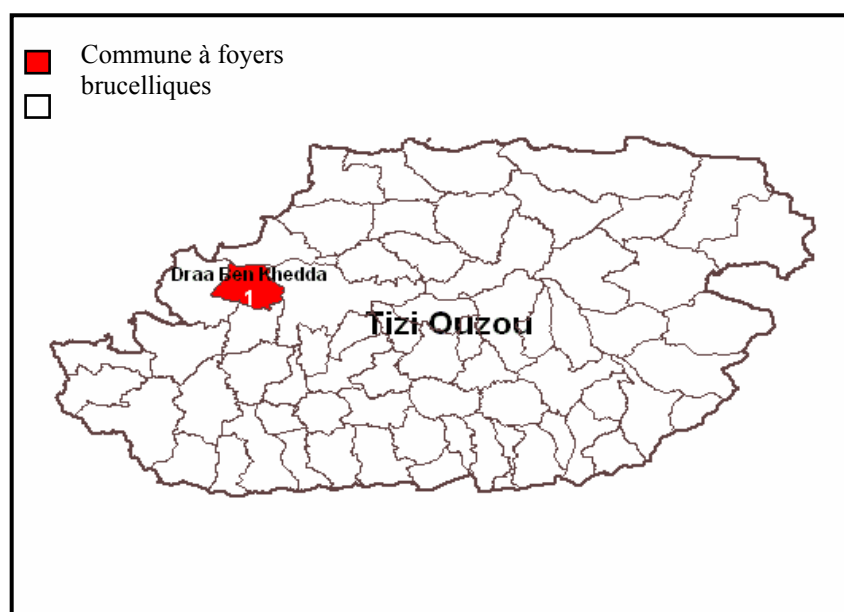 Commune à foyers
brucelliques
Draa Ben Khedda
1
Tizi Ouzou